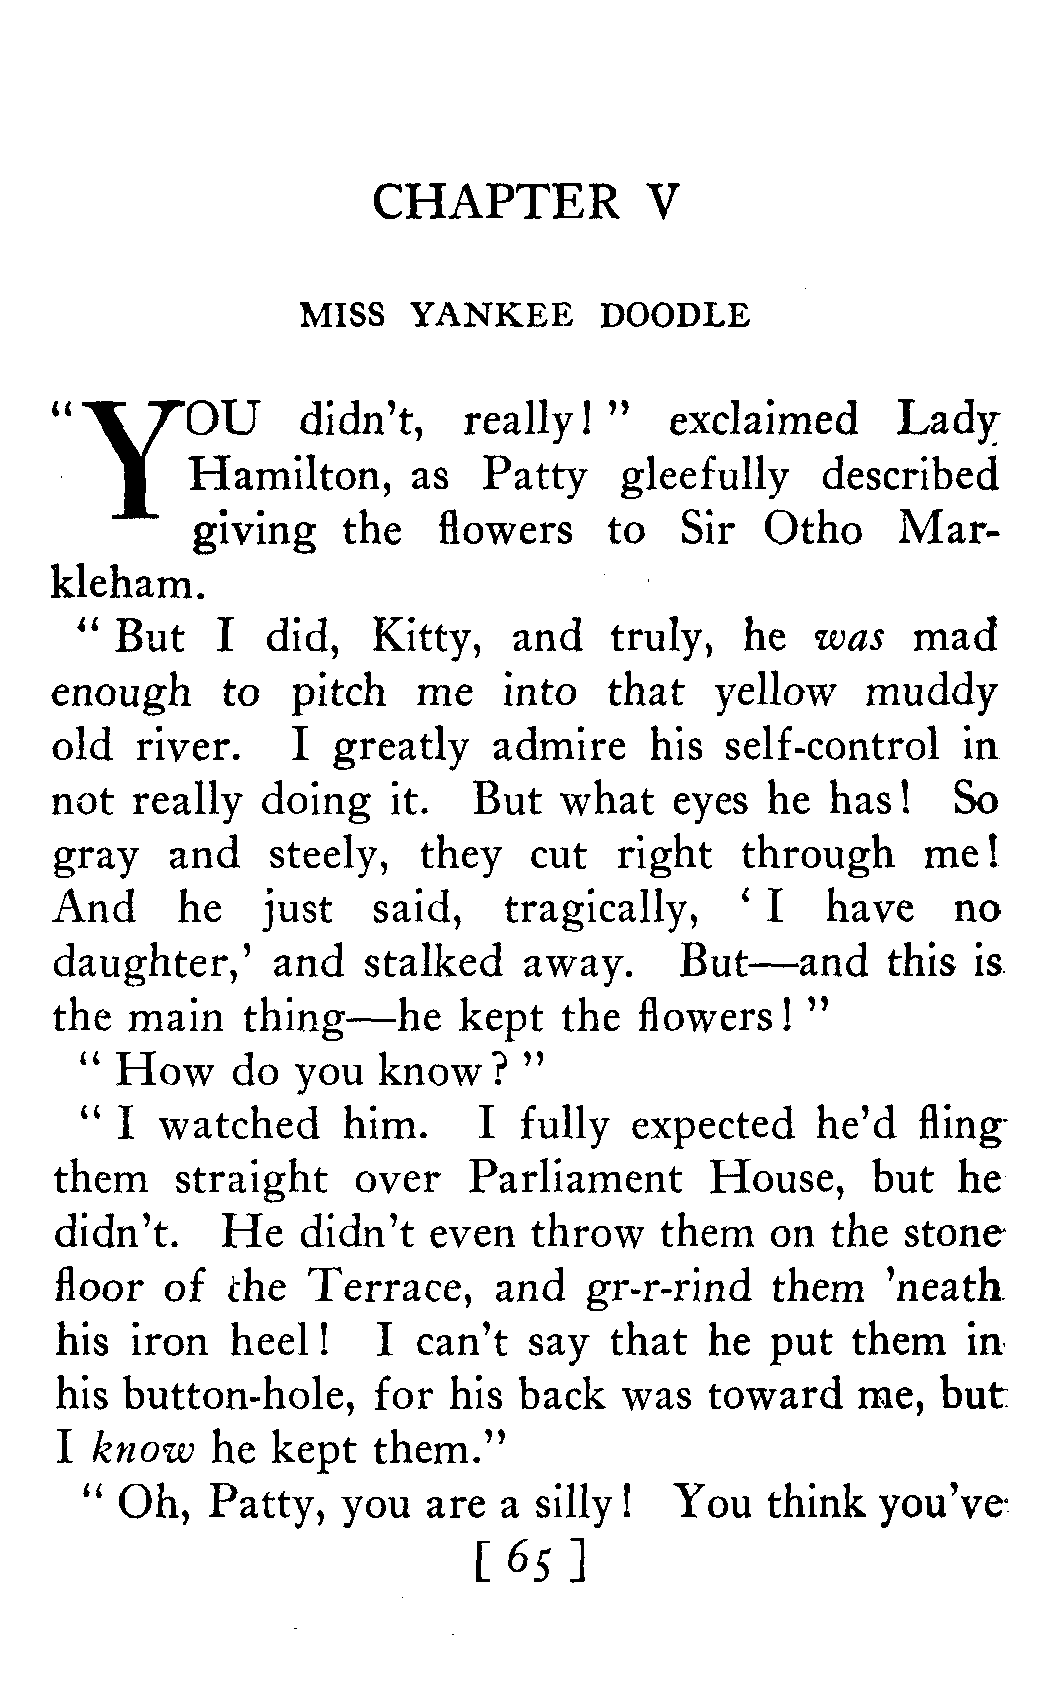 CHAPTER V
MISS YANKEE DOODLE
“YOU didn’t, really!” exclaimed Lady
Hamilton, as Patty gleefully described
giving the flowers to Sir Otho Mar-
kleham.
“But I did, Kitty, and truly, he was mad
enough to pitch me into that yellow muddy
old river. I greatly admire his self-control in
not really doing it. But what eyes he has! So
gray and steely, they cut right through me!
And he just said, tragically, ‘I have no
daughter,’ and stalked away. But—and this is
the main thing—he kept the flowers!”
“How do you know?”
“I watched him. I fully expected he’d fling
them straight over Parliament House, but he
didn’t. He didn’t even throw them on the stone
floor of the Terrace, and gr-r-rind them ’neath
his iron heel! I can’t say that he put them in
his button-hole, for his back was toward me, but
I know he kept them.”
“Oh, Patty, you are a silly! You think you’ve
[65]